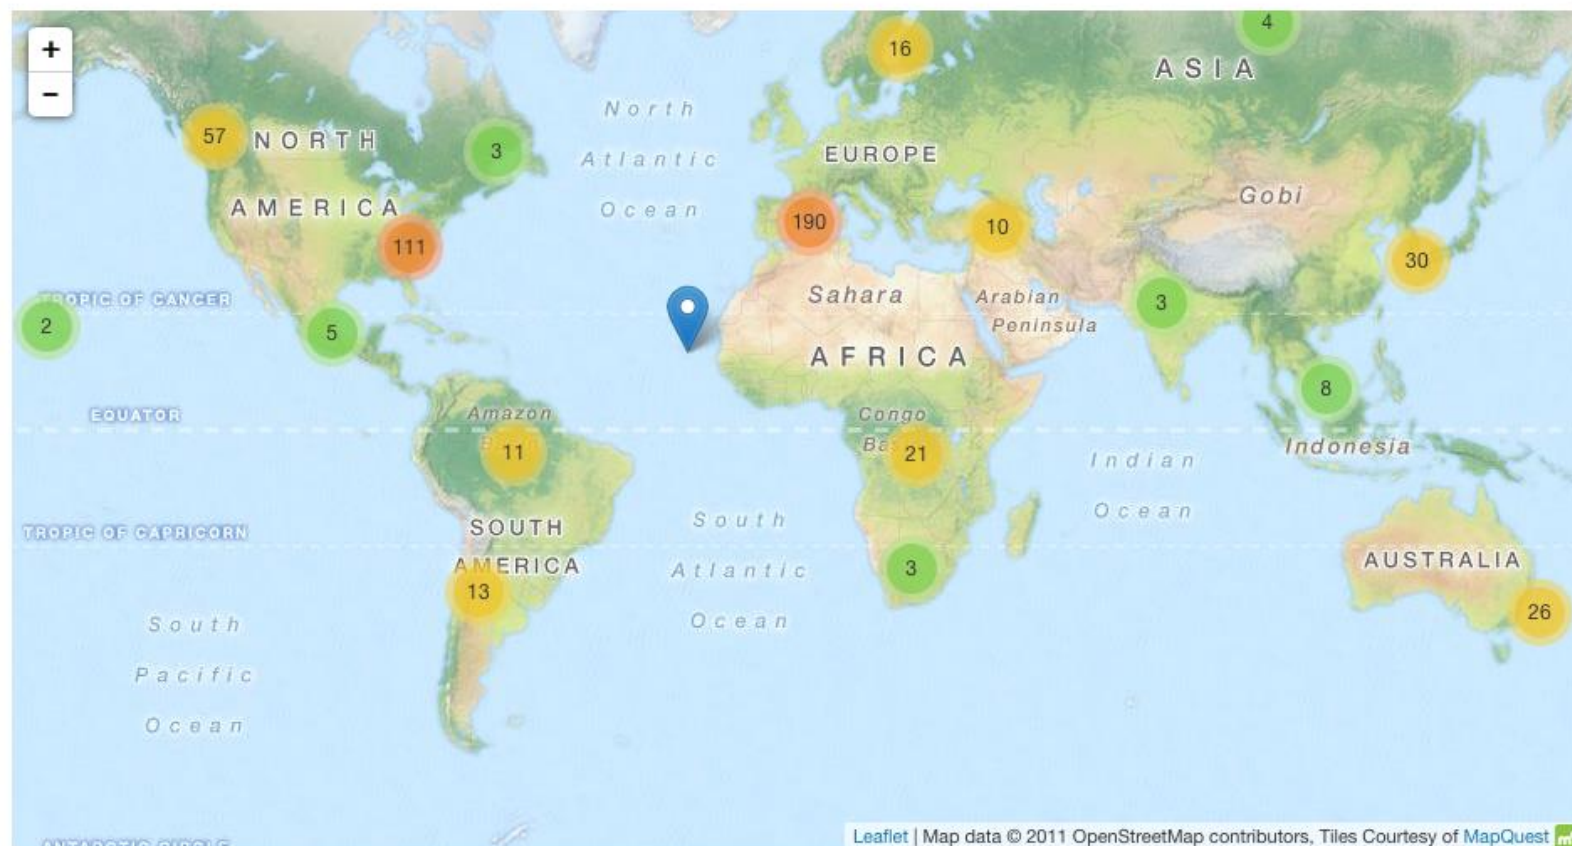 +
4
16
−
ASIA
North
57
NORTH
3
Atlantic
EUROPE
Gobi
AMERICA
Ocean
190
10
111
30
Sahara
Arabian
TROPIC OF CANCER
3
2
5
Peninsula
AFRICA
8
EQUATOR
Amazon
Congo
11
21
Indonesia
Indian
Ocean
South
SOUTH
TROPIC OF CAPRICORN
AUSTRALIA
AMERICA
Atlantic
3
13
26
South
Ocean
Pacific
Ocean
Leaflet | Map data © 2011 OpenStreetMap contributors, Tiles Courtesy of MapQuest